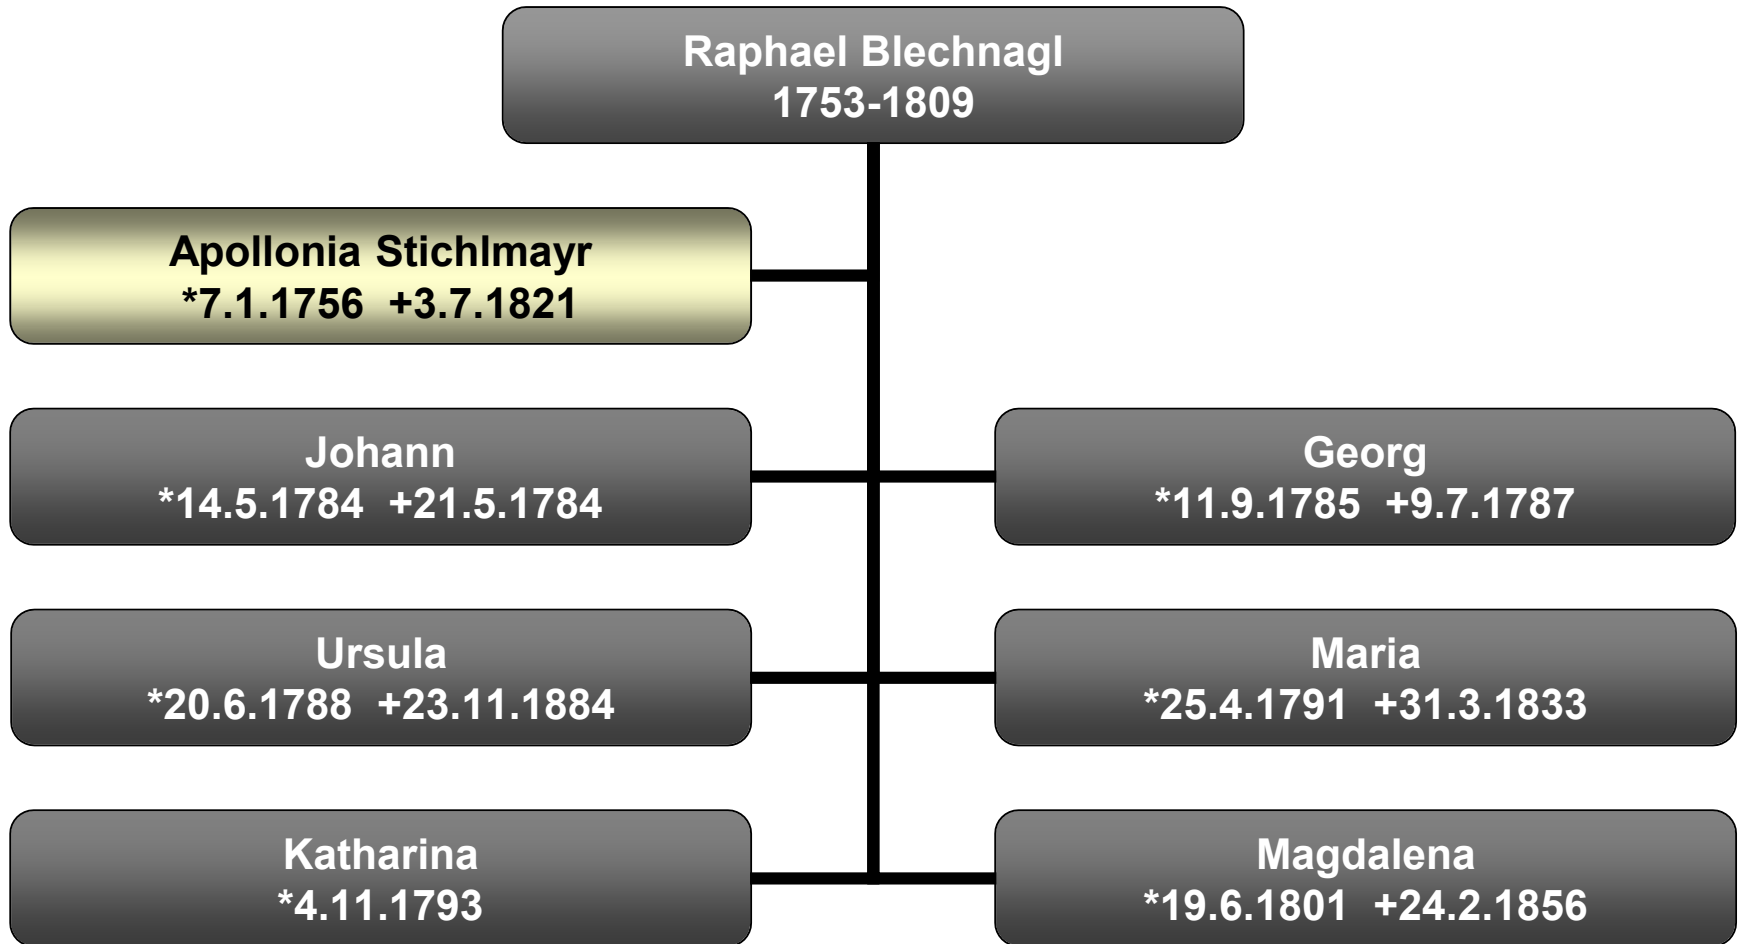 Raphael Blechnagl
1753-1809
Apollonia Stichlmayr
*7.1.1756  +3.7.1821
Johann
*14.5.1784  +21.5.1784
Georg
*11.9.1785  +9.7.1787
Ursula
*20.6.1788  +23.11.1884
Maria
*25.4.1791  +31.3.1833
Katharina
*4.11.1793
Magdalena
*19.6.1801  +24.2.1856